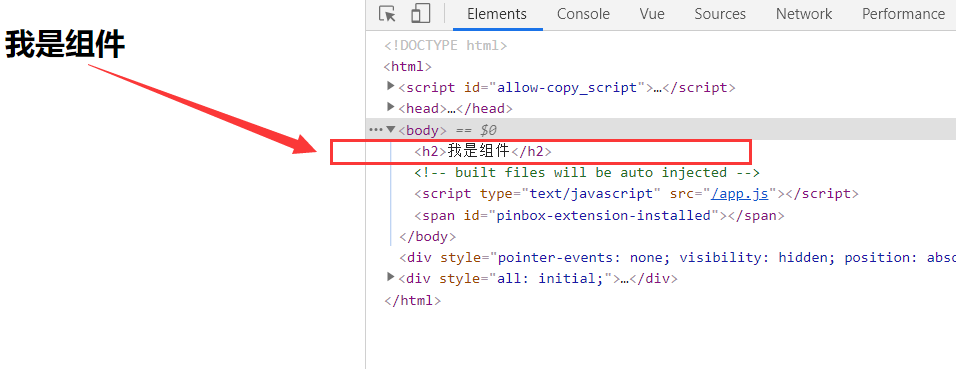 我是组件
Elements Console Vue Sources Network Performance
<!DOCTYPE html>
<html>
<script id="allow-copy_script">…</script>
<head>…</head>
<body> == $0
<h2>我是组件</h2>
<!-- built files will be auto injected -->
<script type="text/javascript" src="/app.js"></script>
<span id="pinbox-extension-installed"></span>
</body>
<div style="pointer-events: none; visibility: hidden; position: abso
<div style="all: initial;">…</div>
</html>